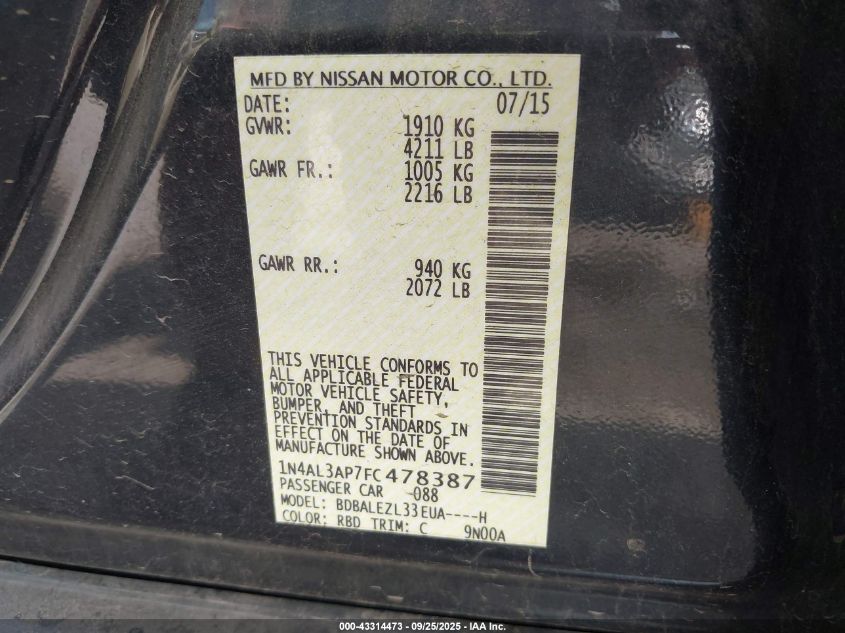 MFD BY NISSAN MOTOR CO., LTD.
DATE: 07/15
GVWR: 1910 KG
4211 LB
GAWR FR.: 1005 KG
2216 LB
GAWR RR.: 940 KG
2072 LB
THIS VEHICLE CONFORMS TO
ALL APPLICABLE FEDERAL
MOTOR VEHICLE SAFETY,
BUMPER, AND THEFT
PREVENTION STANDARDS IN
EFFECT ON THE DATE OF
MANUFACTURE SHOWN ABOVE.
1N4AL3AP7FC478387
PASSENGER CAR 088
MODEL: BDBALEZL33EUA----H
COLOR: RBD TRIM: C 9N00A
000-43314473 | 09/25/2025 | IAA Inc.